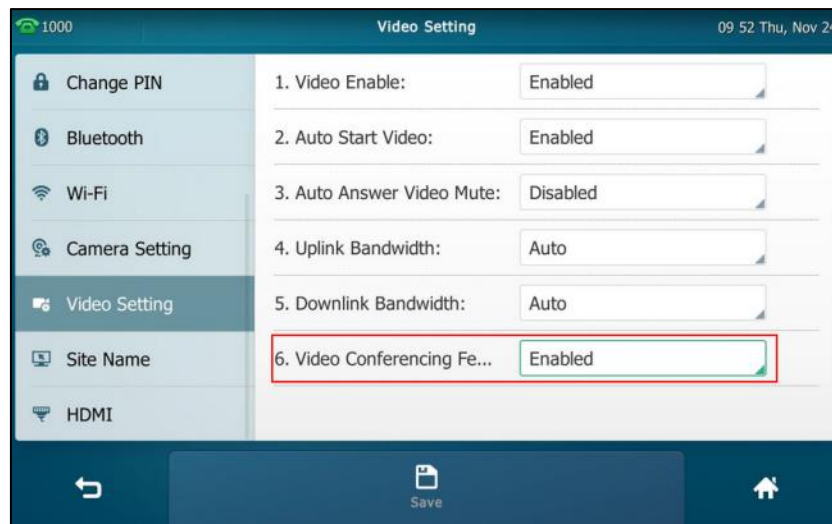 1000 Video Setting 09 52 Thu, Nov 24
Change PIN
Bluetooth
Wi-Fi
Camera Setting
Video Setting
Site Name
HDMI
1. Video Enable: Enabled
2. Auto Start Video: Enabled
3. Auto Answer Video Mute: Disabled
4. Uplink Bandwidth: Auto
5. Downlink Bandwidth: Auto
6. Video Conferencing Fe... Enabled
Save